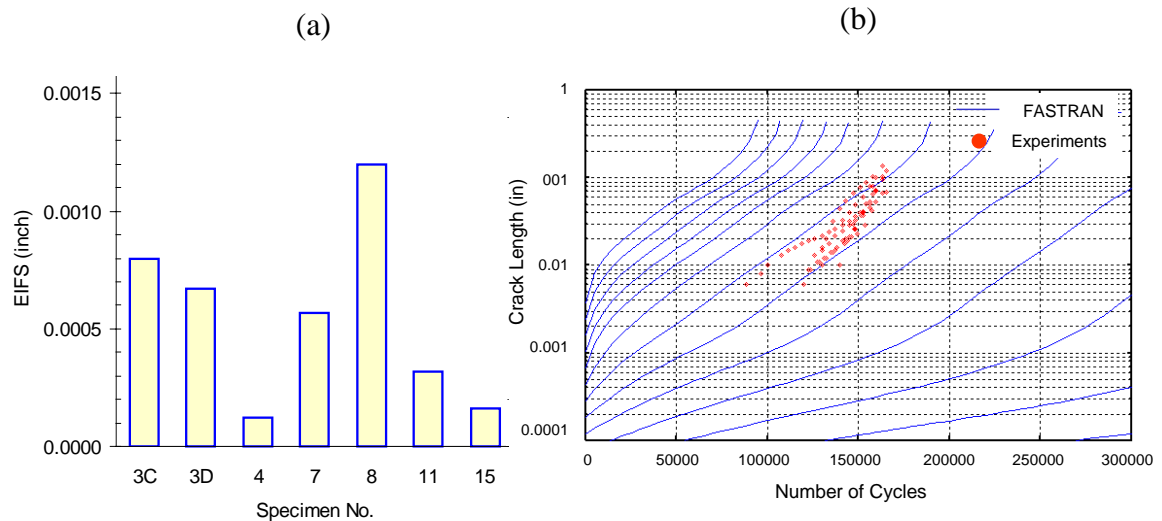 (a)
0.0015
0.0010
0.0005
0.0000
EIFS (inch)
3C 3D 4 7 8 11 15
Specimen No.
(b)
1
001
0.01
0.001
0.0001
Crack Length (in)
FASTRAN
Experiments
0 50000 100000 150000 200000 250000 300000
Number of Cycles